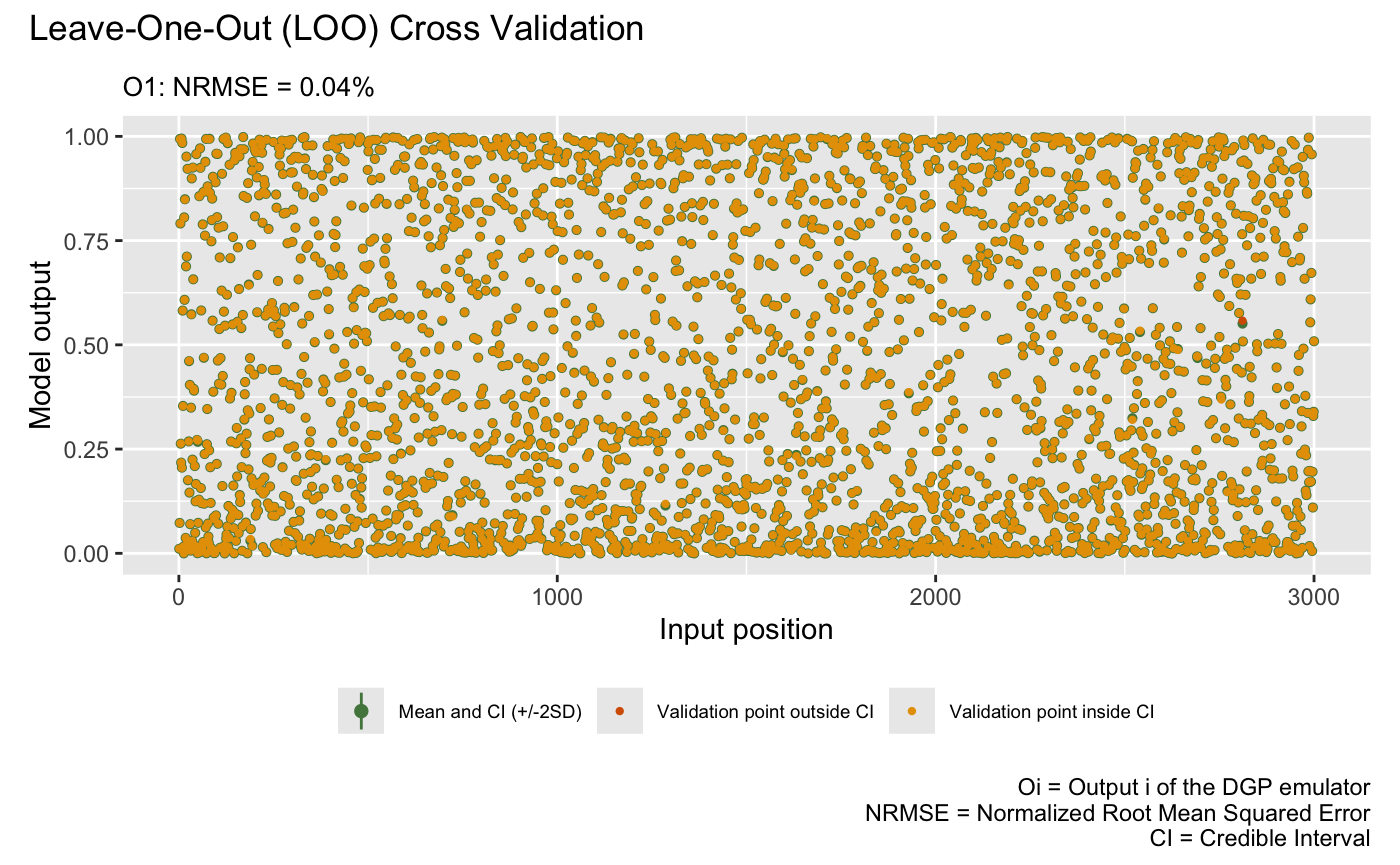 Leave-One-Out (LOO) Cross Validation
O1: NRMSE = 0.04%
1.00
0.75
0.50
0.25
0.00
Model output
0 1000 2000 3000
Input position
Mean and CI (+/-2SD) Validation point outside CI Validation point inside CI
Oi = Output i of the DGP emulator
NRMSE = Normalized Root Mean Squared Error
CI = Credible Interval